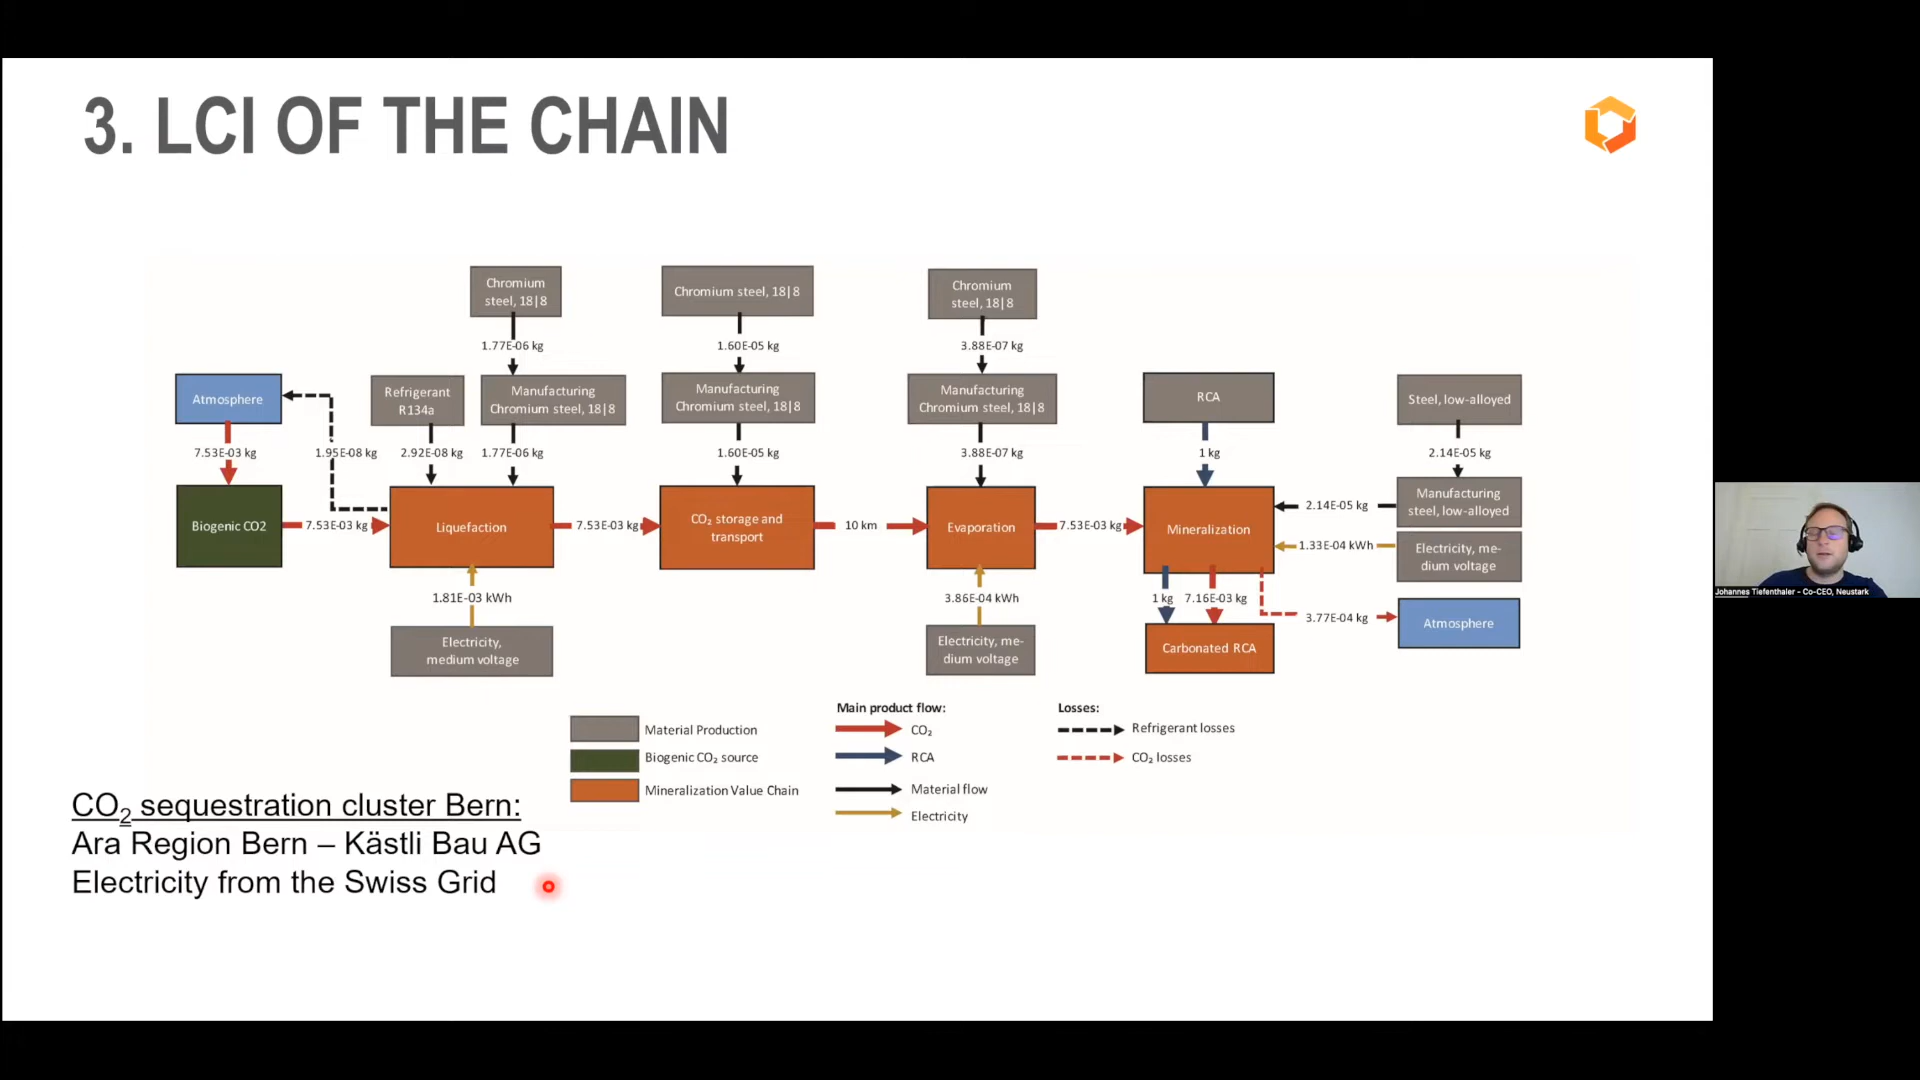 3. LCI OF THE CHAIN
Chromium
steel, 18|8
Chromium steel, 18|8
Chromium
steel, 18|8
1.77E-06 kg
1.60E-05 kg
3.88E-07 kg
Atmosphere
Refrigerant
R134a
Manufacturing
Chromium steel, 18|8
Manufacturing
Chromium steel, 18|8
Manufacturing
Chromium steel, 18|8
RCA
Steel, low-alloyed
7.53E-03 kg
1.95E-08 kg
2.92E-08 kg
1.77E-06 kg
1.60E-05 kg
3.88E-07 kg
1 kg
2.14E-05 kg
Biogenic CO2
7.53E-03 kg
Liquefaction
7.53E-03 kg
CO₂ storage and
transport
10 km
Evaporation
7.53E-03 kg
Mineralization
2.14E-05 kg
Manufacturing
steel, low-alloyed
1.33E-04 kWh
Electricity, me-
dium voltage
1.81E-03 kWh
3.86E-04 kWh
1 kg
7.16E-03 kg
3.77E-04 kg
Atmosphere
Electricity,
medium voltage
Electricity, me-
dium voltage
Carbonated RCA
Material Production
Biogenic CO₂ source
Mineralization Value Chain
Main product flow:
CO₂
RCA
Material flow
Electricity
Losses:
Refrigerant losses
CO₂ losses
CO₂ sequestration cluster Bern:
Ara Region Bern – Kästli Bau AG
Electricity from the Swiss Grid
Johannes Tiefenthaler – Co-CEO, Neustark